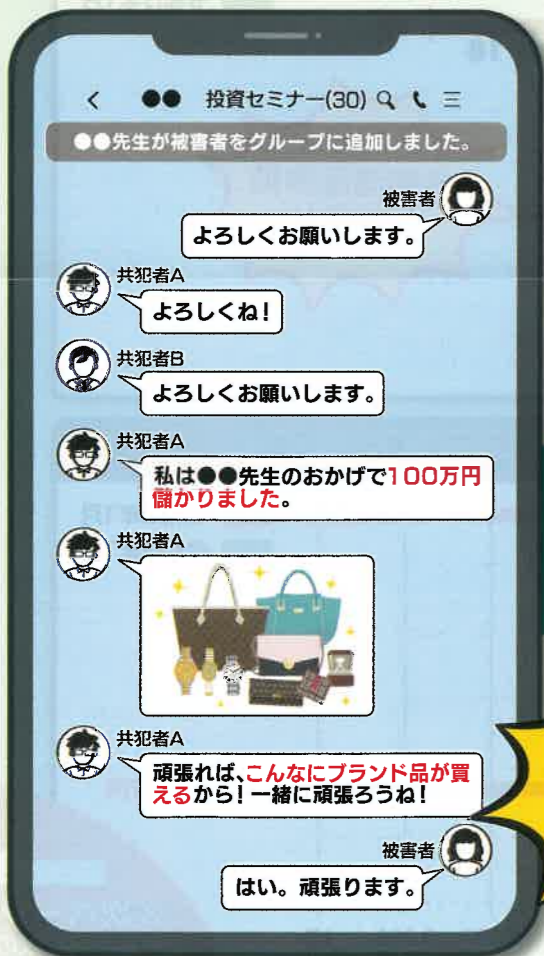 ●● 投資セミナー(30)
●●先生が被害者をグループに追加しました。
被害者
よろしくお願いします。
共犯者A
よろしくね！
共犯者B
よろしくお願いします。
共犯者A
私は●●先生のおかげで100万円
儲かりました。
共犯者A
共犯者A
頑張れば、こんなにブランド品が買
えるから！一緒に頑張ろうね！
被害者
はい。頑張ります。